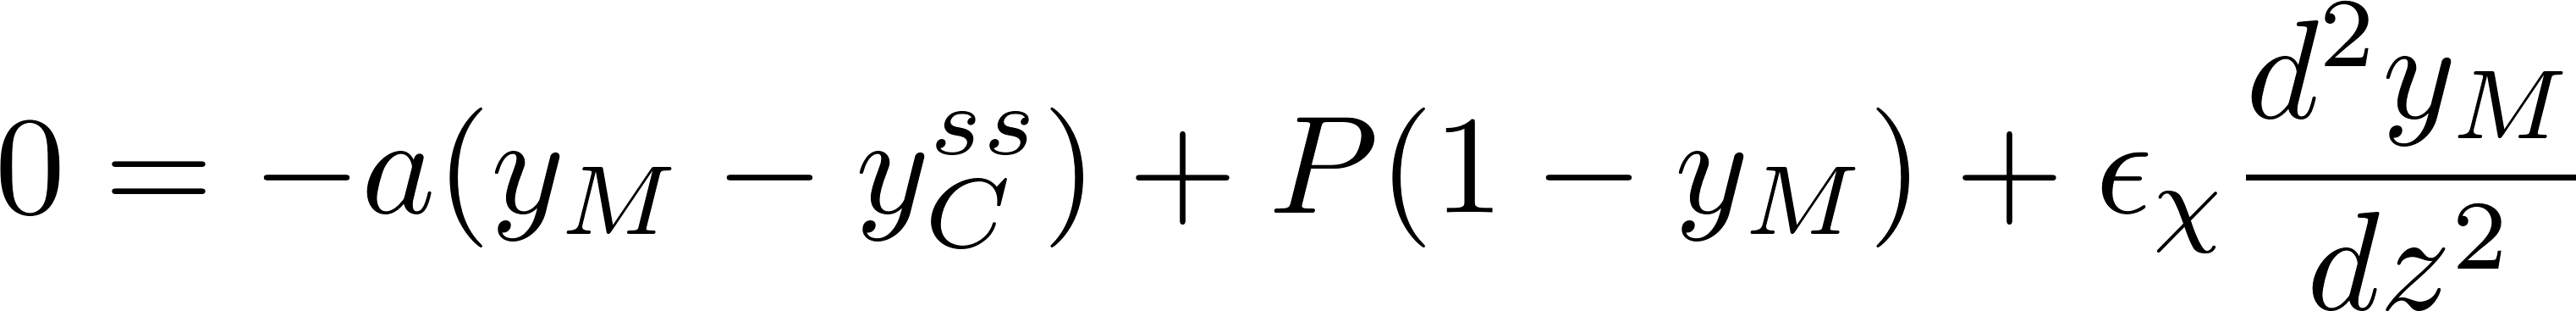 0 = -a(y_M - y_C^{ss}) + P(1 - y_M) + \epsilon_\chi \frac{d^2 y_M}{dz^2}